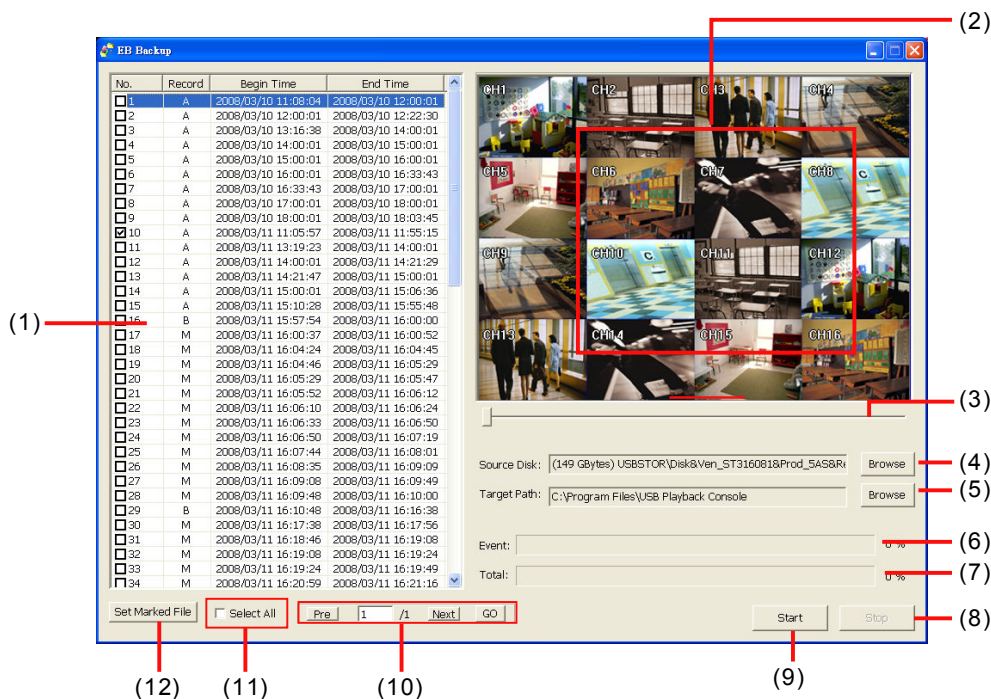 (2)
EB Backup
No. Record Begin Time End Time
1 A 2008/03/10 11:08:04 2008/03/10 12:00:01
2 A 2008/03/10 12:00:01 2008/03/10 12:22:30
3 A 2008/03/10 13:16:38 2008/03/10 14:00:01
4 A 2008/03/10 14:00:01 2008/03/10 15:00:01
5 A 2008/03/10 15:00:01 2008/03/10 16:00:01
6 A 2008/03/10 16:00:01 2008/03/10 16:33:43
7 A 2008/03/10 16:33:43 2008/03/10 17:00:01
8 A 2008/03/10 17:00:01 2008/03/10 18:00:01
9 A 2008/03/10 18:00:01 2008/03/10 18:03:45
10 A 2008/03/11 11:05:57 2008/03/11 11:55:15
11 A 2008/03/11 13:19:23 2008/03/11 14:00:01
12 A 2008/03/11 14:00:01 2008/03/11 14:21:29
13 A 2008/03/11 14:21:47 2008/03/11 15:00:01
14 A 2008/03/11 15:00:01 2008/03/11 15:06:36
15 A 2008/03/11 15:10:28 2008/03/11 15:55:48
16 B 2008/03/11 15:57:54 2008/03/11 16:00:00
17 M 2008/03/11 16:00:37 2008/03/11 16:00:52
18 M 2008/03/11 16:04:24 2008/03/11 16:04:45
19 M 2008/03/11 16:04:46 2008/03/11 16:05:29
20 M 2008/03/11 16:05:29 2008/03/11 16:05:47
21 M 2008/03/11 16:05:52 2008/03/11 16:06:12
22 M 2008/03/11 16:06:10 2008/03/11 16:06:24
23 M 2008/03/11 16:06:33 2008/03/11 16:06:50
24 M 2008/03/11 16:06:50 2008/03/11 16:07:19
25 M 2008/03/11 16:07:44 2008/03/11 16:08:01
26 M 2008/03/11 16:08:35 2008/03/11 16:09:09
27 M 2008/03/11 16:09:08 2008/03/11 16:09:49
28 M 2008/03/11 16:09:48 2008/03/11 16:10:00
29 B 2008/03/11 16:10:48 2008/03/11 16:16:38
30 M 2008/03/11 16:17:38 2008/03/11 16:17:56
31 M 2008/03/11 16:18:46 2008/03/11 16:19:08
32 M 2008/03/11 16:19:08 2008/03/11 16:19:24
33 M 2008/03/11 16:19:24 2008/03/11 16:19:49
34 M 2008/03/11 16:20:59 2008/03/11 16:21:16
(1)
CH1 CH2 CH3 CH4
CH5 CH6 CH7 CH8
CH9 CH10 CH11 CH12
CH13 CH14 CH15 CH16
(3)
Source Disk: (149 GBytes) USBSTOR\Disk&Ven_ST316081&Prod_5AS&Re Browse (4)
Target Path: C:\Program Files\USB Playback Console Browse (5)
Event: 0 % (6)
Total: 0 % (7)
Set Marked File Select All Pre 1 /1 Next GO Start Stop (8)
(12) (11) (10) (9)